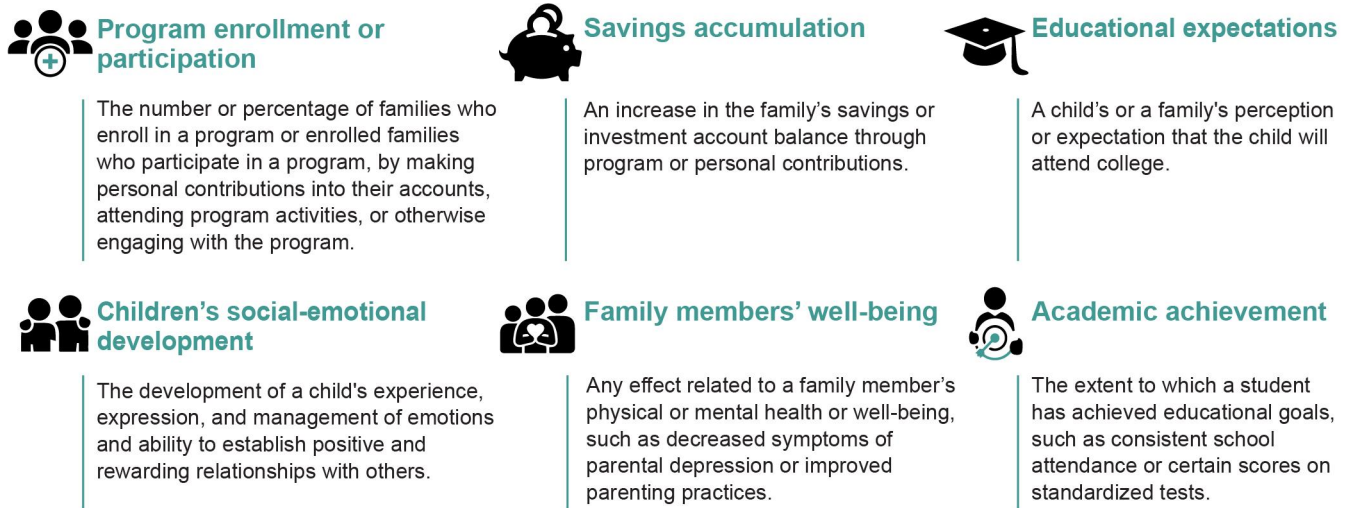 Program enrollment or
participation
The number or percentage of families who
enroll in a program or enrolled families
who participate in a program, by making
personal contributions into their accounts,
attending program activities, or otherwise
engaging with the program.
Savings accumulation
An increase in the family’s savings or
investment account balance through
program or personal contributions.
Educational expectations
A child’s or a family's perception
or expectation that the child will
attend college.
Children’s social-emotional
development
The development of a child's experience,
expression, and management of emotions
and ability to establish positive and
rewarding relationships with others.
Family members’ well-being
Any effect related to a family member’s
physical or mental health or well-being,
such as decreased symptoms of
parental depression or improved
parenting practices.
Academic achievement
The extent to which a student
has achieved educational goals,
such as consistent school
attendance or certain scores on
standardized tests.